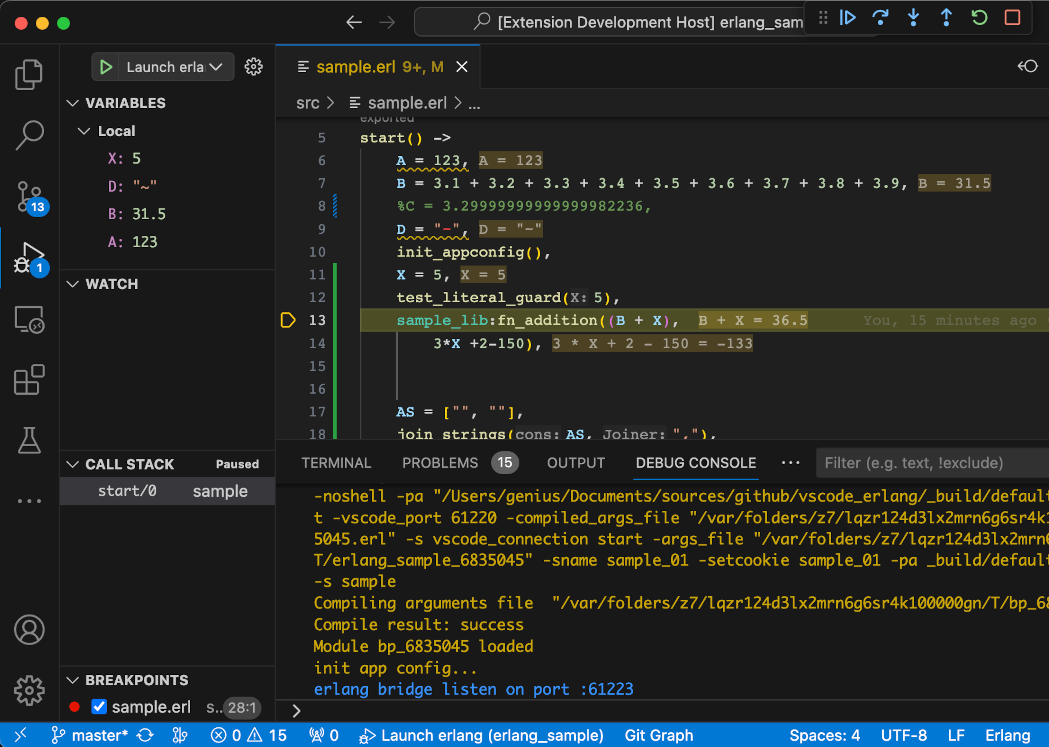 [Extension Development Host] erlang_sam
Launch erla
VARIABLES
Local
X: 5
D: "~"
B: 31.5
A: 123
WATCH
CALL STACK Paused
start/0 sample
BREAKPOINTS
sample.erl s.. 28:1
13
1
sample.erl 9+, M
src > sample.erl > ...
exported
5 start() ->
6 A = 123, A = 123
7 B = 3.1 + 3.2 + 3.3 + 3.4 + 3.5 + 3.6 + 3.7 + 3.8 + 3.9, B = 31.5
8 %C = 3.29999999999999982236,
9 D = "~", D = "~"
10 init_appconfig(),
11 X = 5, X = 5
12 test_literal_guard(X: 5),
13 sample_lib:fn_addition((B + X), B + X = 36.5 You, 15 minutes ago
14 3*X +2-150), 3 * X + 2 - 150 = -133
15
16
17 AS = ["", ""],
18 join_strings(cons: AS, Joiner: ","),
TERMINAL PROBLEMS 15 OUTPUT DEBUG CONSOLE ... Filter (e.g. text, !exclude)
-noshell -pa "/Users/genius/Documents/sources/github/vscode_erlang/_build/default
t -vscode_port 61220 -compiled_args_file "/var/folders/z7/lqzr124d3lx2mrn6g6sr4k1
5045.erl" -s vscode_connection start -args_file "/var/folders/z7/lqzr124d3lx2mrn6
T/erlang_sample_6835045" -sname sample_01 -setcookie sample_01 -pa _build/default
-s sample
Compiling arguments file "/var/folders/z7/lqzr124d3lx2mrn6g6sr4k100000gn/T/bp_68
Compile result: success
Module bp_6835045 loaded
init app config...
erlang bridge listen on port :61223
>
master* 0 15 0 Launch erlang (erlang_sample) Git Graph Spaces: 4 UTF-8 LF Erlang